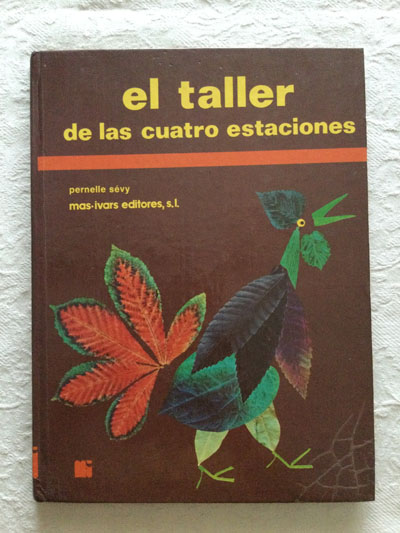 el taller
de las cuatro estaciones
pernelle sévy
mas·ivars editores, s.l.